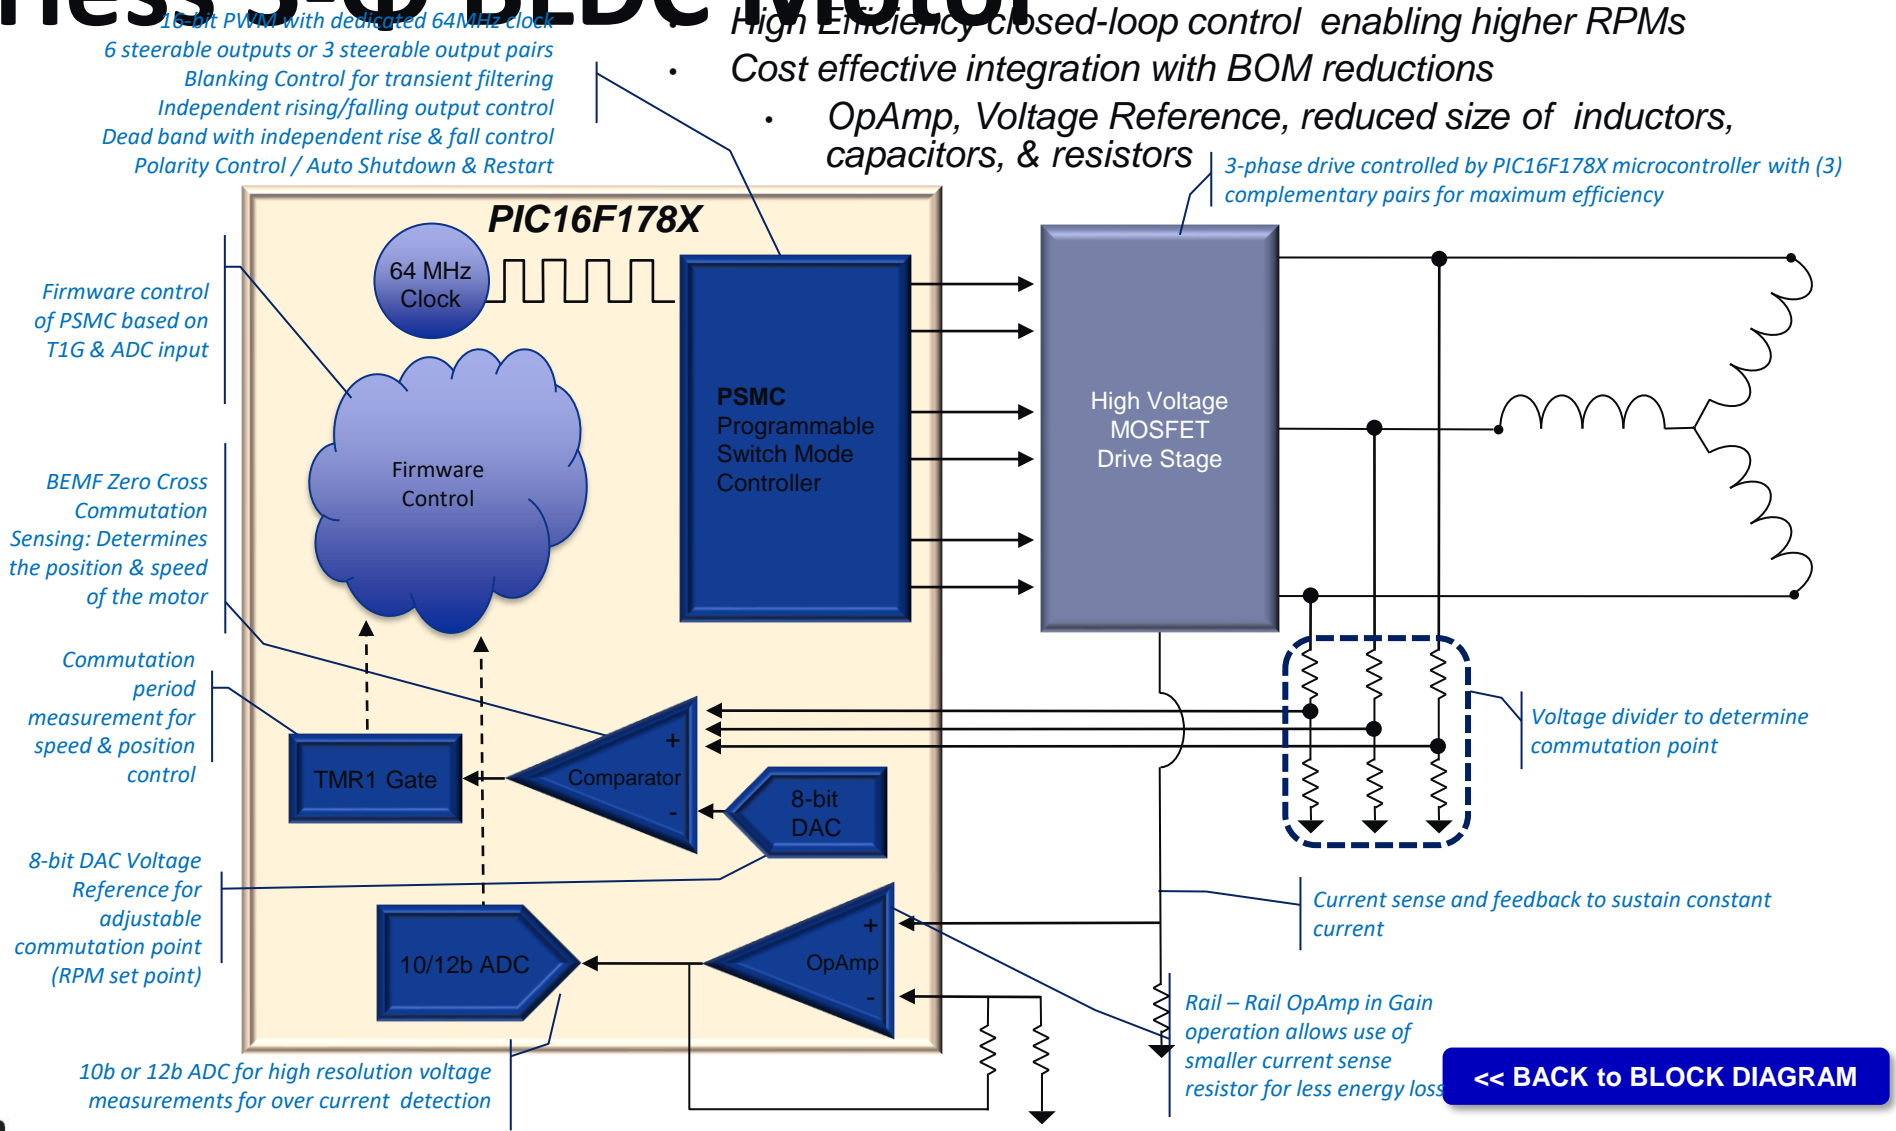 ness 3-Φ BLDC Motor
16-bit PWM with dedicated 64MHz clock
6 steerable outputs or 3 steerable output pairs
Blanking Control for transient filtering
Independent rising/falling output control
Dead band with independent rise & fall control
Polarity Control / Auto Shutdown & Restart
• High Efficiency closed-loop control enabling higher RPMs
• Cost effective integration with BOM reductions
• OpAmp, Voltage Reference, reduced size of inductors,
capacitors, & resistors
3-phase drive controlled by PIC16F178X microcontroller with (3)
complementary pairs for maximum efficiency
PIC16F178X
64 MHz
Clock
Firmware control
of PSMC based on
T1G & ADC input
PSMC
Programmable
Switch Mode
Controller
High Voltage
MOSFET
Drive Stage
Firmware
Control
BEMF Zero Cross
Commutation
Sensing: Determines
the position & speed
of the motor
Commutation
period
measurement for
speed & position
control
TMR1 Gate
+
Comparator
-
8-bit
DAC
Voltage divider to determine
commutation point
8-bit DAC Voltage
Reference for
adjustable
commutation point
(RPM set point)
10/12b ADC
+
OpAmp
-
Current sense and feedback to sustain constant
current
Rail – Rail OpAmp in Gain
operation allows use of
smaller current sense
resistor for less energy loss
10b or 12b ADC for high resolution voltage
measurements for over current detection
<< BACK to BLOCK DIAGRAM